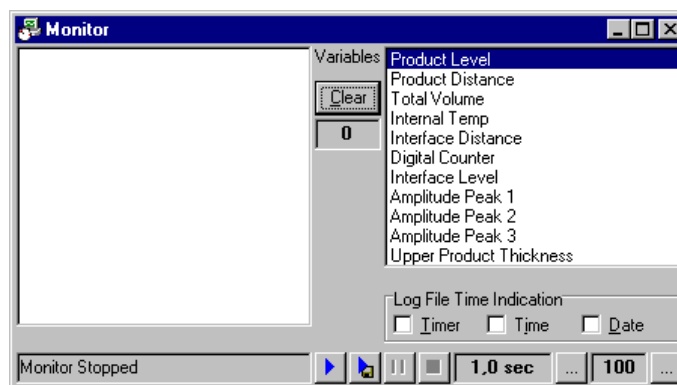 Monitor
Variables
Clear
0
Product Level
Product Distance
Total Volume
Internal Temp
Interface Distance
Digital Counter
Interface Level
Amplitude Peak 1
Amplitude Peak 2
Amplitude Peak 3
Upper Product Thickness
Log File Time Indication
Timer Time Date
Monitor Stopped 1,0 sec ... 100 ...